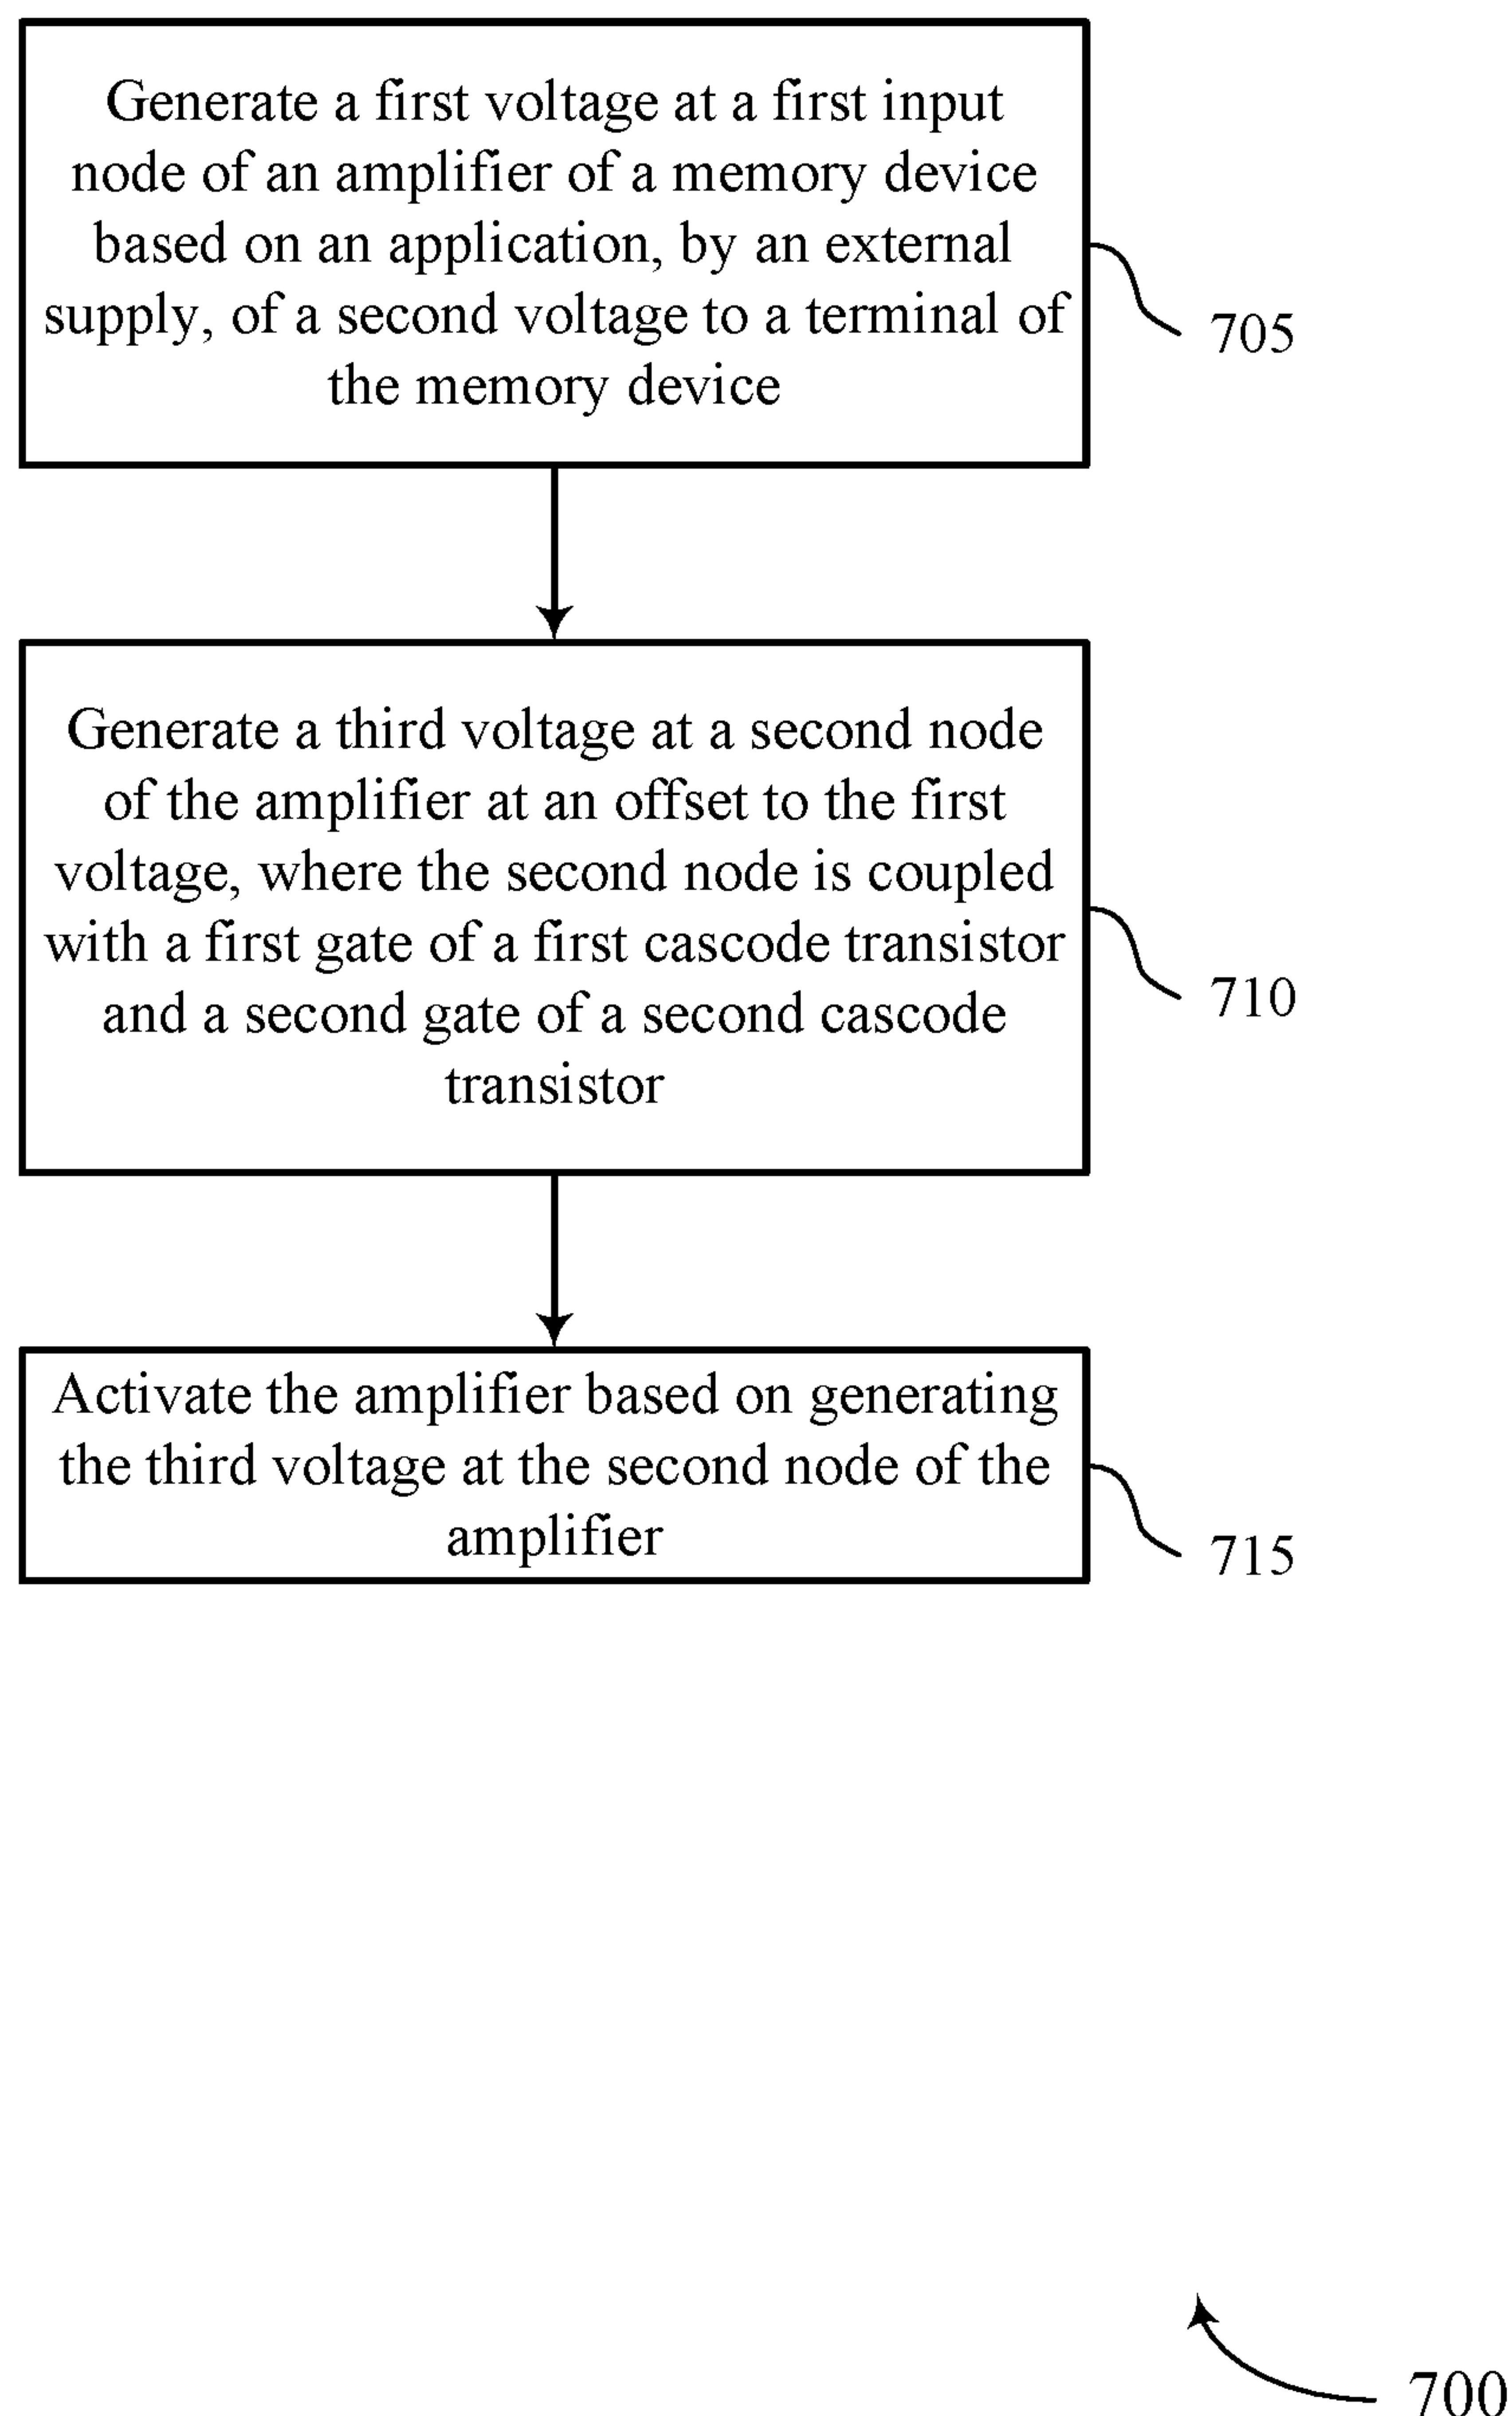 Generate a first voltage at a first input
node of an amplifier of a memory device
based on an application, by an external
supply, of a second voltage to a terminal of
the memory device
705
Generate a third voltage at a second node
of the amplifier at an offset to the first
voltage, where the second node is coupled
with a first gate of a first cascode transistor
and a second gate of a second cascode
transistor
710
Activate the amplifier based on generating
the third voltage at the second node of the
amplifier
715
700